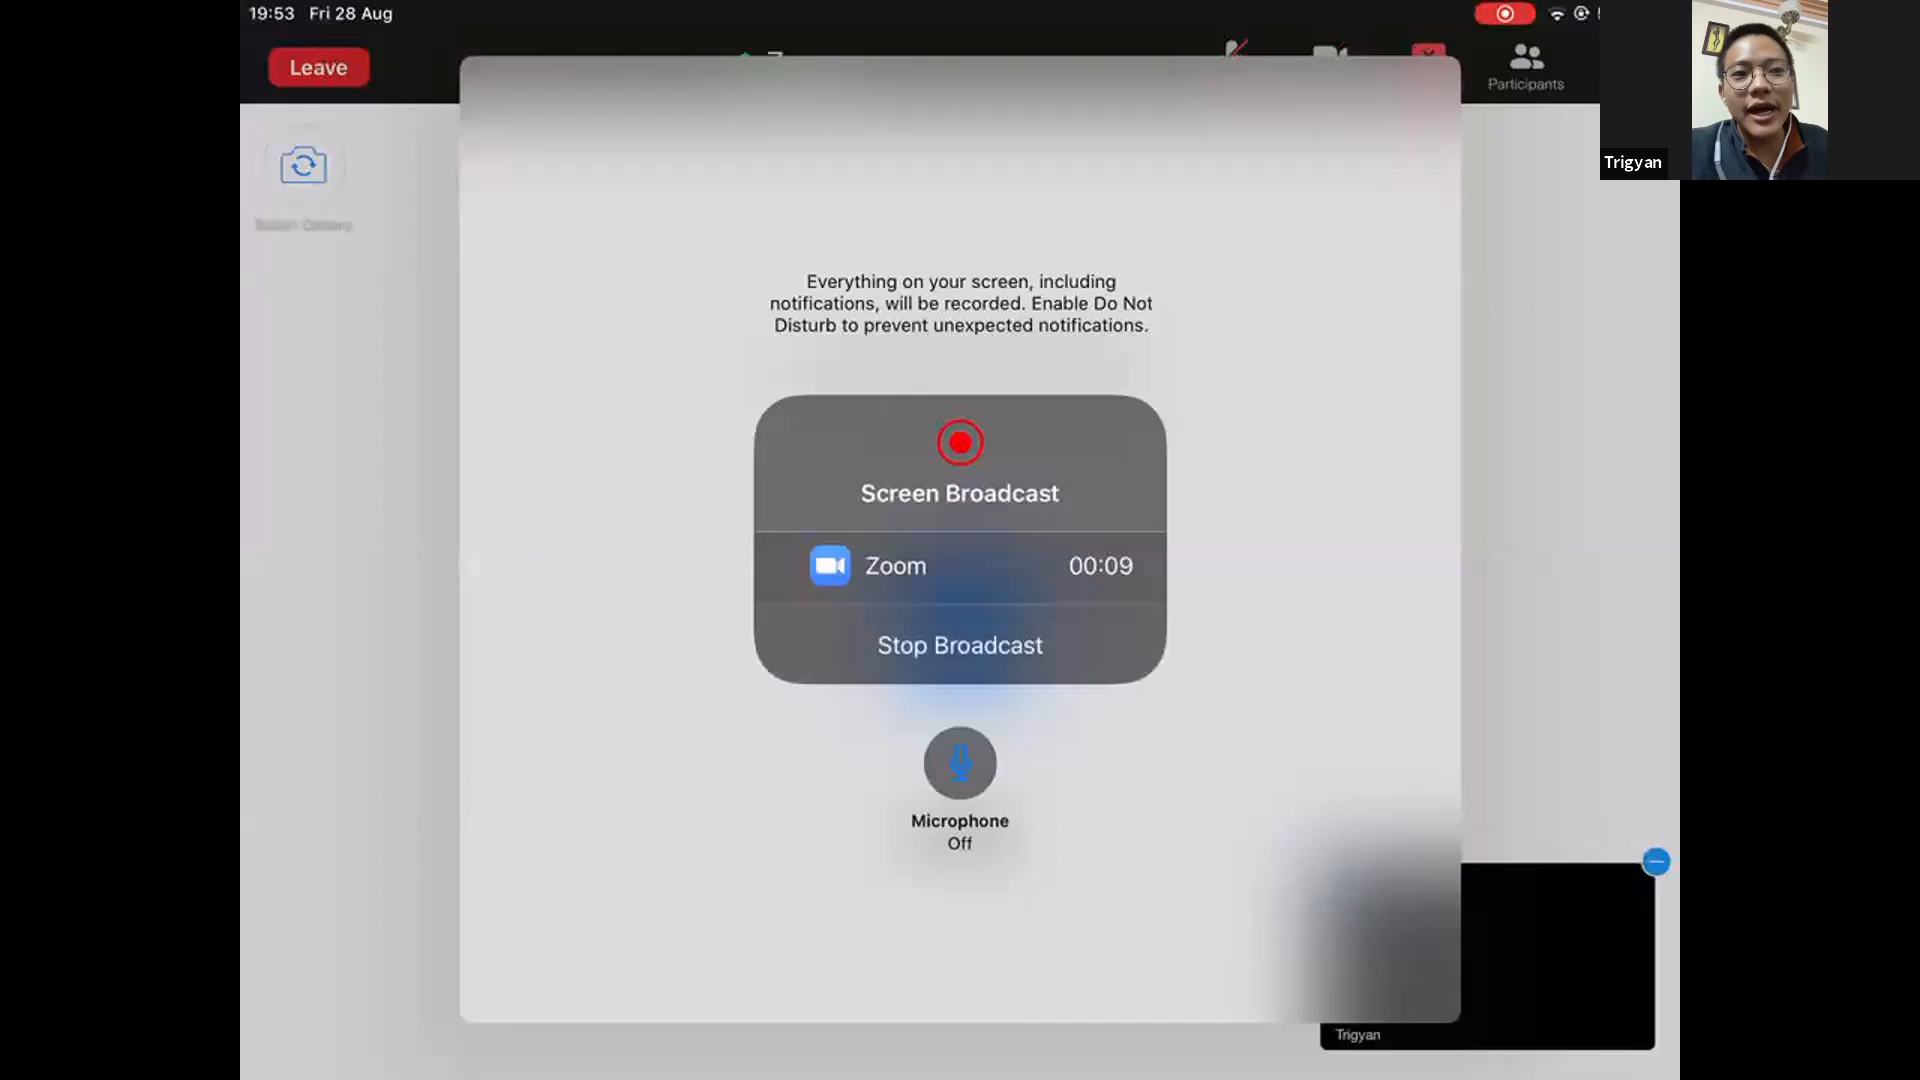 19:53 Fri 28 Aug
Leave
Participants
Trigyan
Everything on your screen, including
notifications, will be recorded. Enable Do Not
Disturb to prevent unexpected notifications.
Screen Broadcast
Zoom 00:09
Stop Broadcast
Microphone
Off
Trigyan